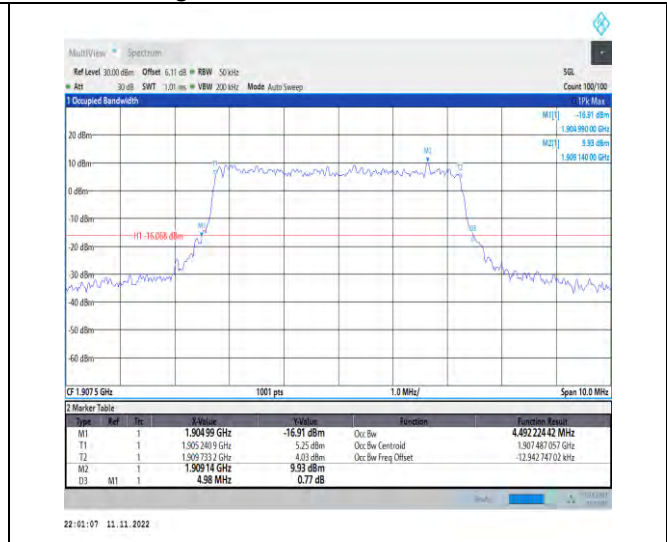 MultiView Spectrum
Ref Level 30.00 dBm Offset 6.11 dB RBW 50 kHz SGL
Att 30 dB SWT 1.01 ms VBW 200 kHz Mode Auto Sweep Count 100/100
1 Occupied Bandwidth 1Pk Max
M1[1] -16.91 dBm
1.904 990 00 GHz
M2[1] 9.93 dBm
1.909 140 00 GHz
20 dBm
M2
T1 T2
10 dBm
0 dBm
-10 dBm
M1 D3
H1 -16.068 dBm
-20 dBm
-30 dBm
-40 dBm
-50 dBm
-60 dBm
CF 1.907 5 GHz 1001 pts 1.0 MHz/ Span 10.0 MHz
2 Marker Table
Type Ref Trc X-Value Y-Value Function Function Result
M1 1 1.904 99 GHz -16.91 dBm Occ Bw 4.492 224 42 MHz
T1 1 1.905 240 9 GHz 5.25 dBm Occ Bw Centroid 1.907 487 057 GHz
T2 1 1.909 733 2 GHz 4.03 dBm Occ Bw Freq Offset -12.942 747 02 kHz
M2 1 1.909 14 GHz 9.93 dBm
D3 M1 1 4.98 MHz 0.77 dB
22:01:07 11.11.2022